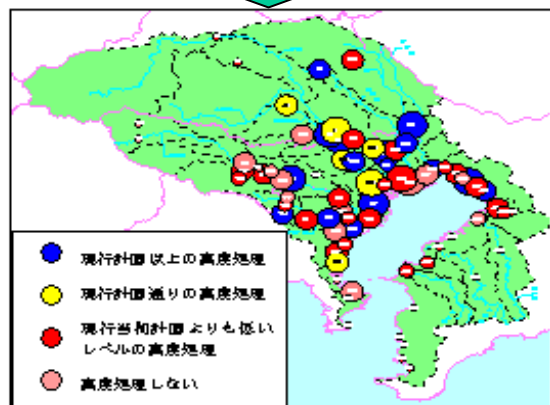 現行計画以上の高度処理
現行計画通りの高度処理
現行当初計画よりも低い
レベルの高度処理
高度処理しない